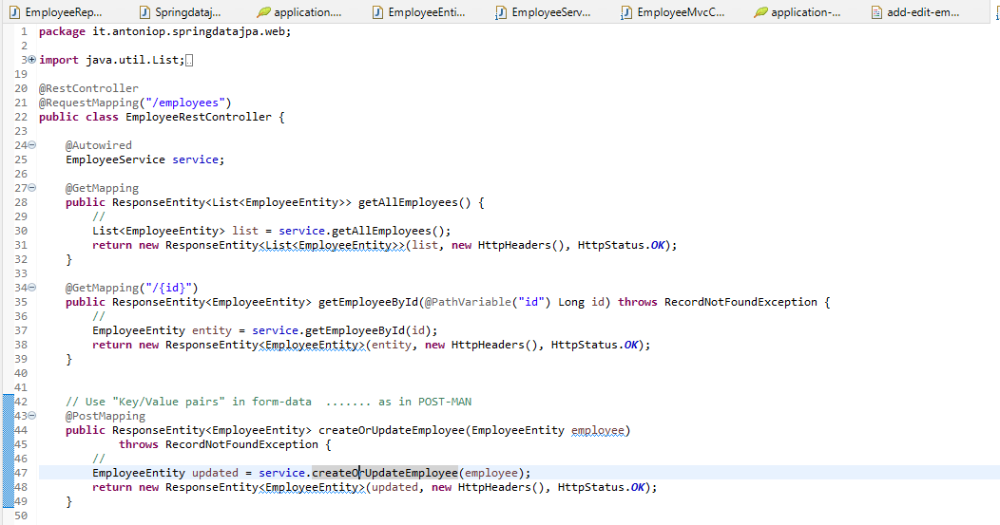 EmployeeRep... Springdataj... application.... EmployeeEnti... EmployeeServ... EmployeeMvcC... application-... add-edit-em...
1 package it.antoniop.springdatajpa.web;
2
3 import java.util.List;
19
20 @RestController
21 @RequestMapping("/employees")
22 public class EmployeeRestController {
23
24 @Autowired
25 EmployeeService service;
26
27 @GetMapping
28 public ResponseEntity<List<EmployeeEntity>> getAllEmployees() {
29 //
30 List<EmployeeEntity> list = service.getAllEmployees();
31 return new ResponseEntity<List<EmployeeEntity>>(list, new HttpHeaders(), HttpStatus.OK);
32 }
33
34 @GetMapping("/{id}")
35 public ResponseEntity<EmployeeEntity> getEmployeeById(@PathVariable("id") Long id) throws RecordNotFoundException {
36 //
37 EmployeeEntity entity = service.getEmployeeById(id);
38 return new ResponseEntity<EmployeeEntity>(entity, new HttpHeaders(), HttpStatus.OK);
39 }
40
41
42 // Use "Key/Value pairs" in form-data ....... as in POST-MAN
43 @PostMapping
44 public ResponseEntity<EmployeeEntity> createOrUpdateEmployee(EmployeeEntity employee)
45 throws RecordNotFoundException {
46 //
47 EmployeeEntity updated = service.createOrUpdateEmployee(employee);
48 return new ResponseEntity<EmployeeEntity>(updated, new HttpHeaders(), HttpStatus.OK);
49 }
50